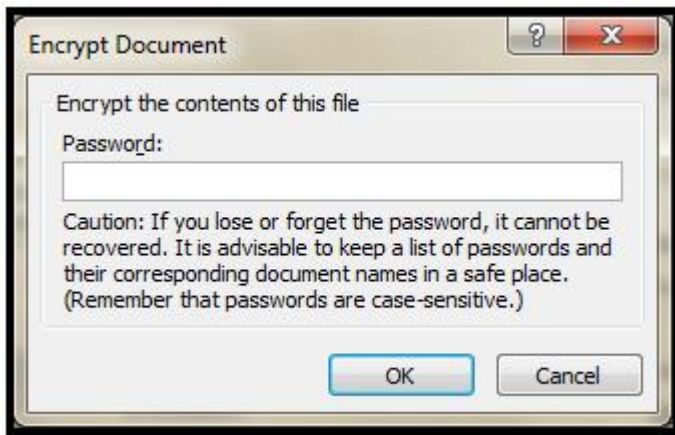 Encrypt Document
Encrypt the contents of this file
Password:
Caution: If you lose or forget the password, it cannot be
recovered. It is advisable to keep a list of passwords and
their corresponding document names in a safe place.
(Remember that passwords are case-sensitive.)
OK Cancel